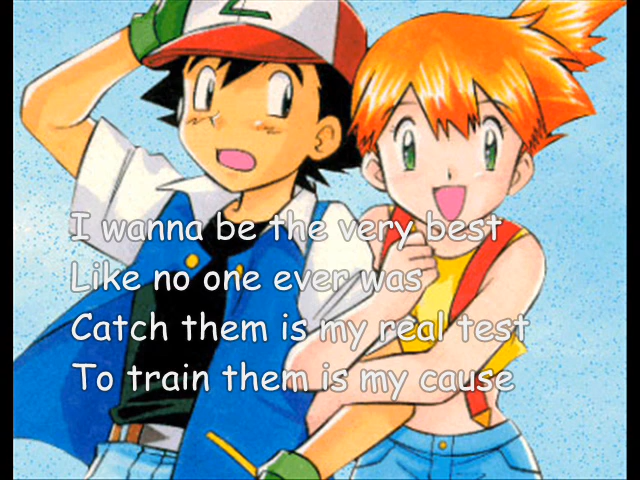 I wanna be the very best
Like no one ever was
Catch them is my real test
To train them is my cause